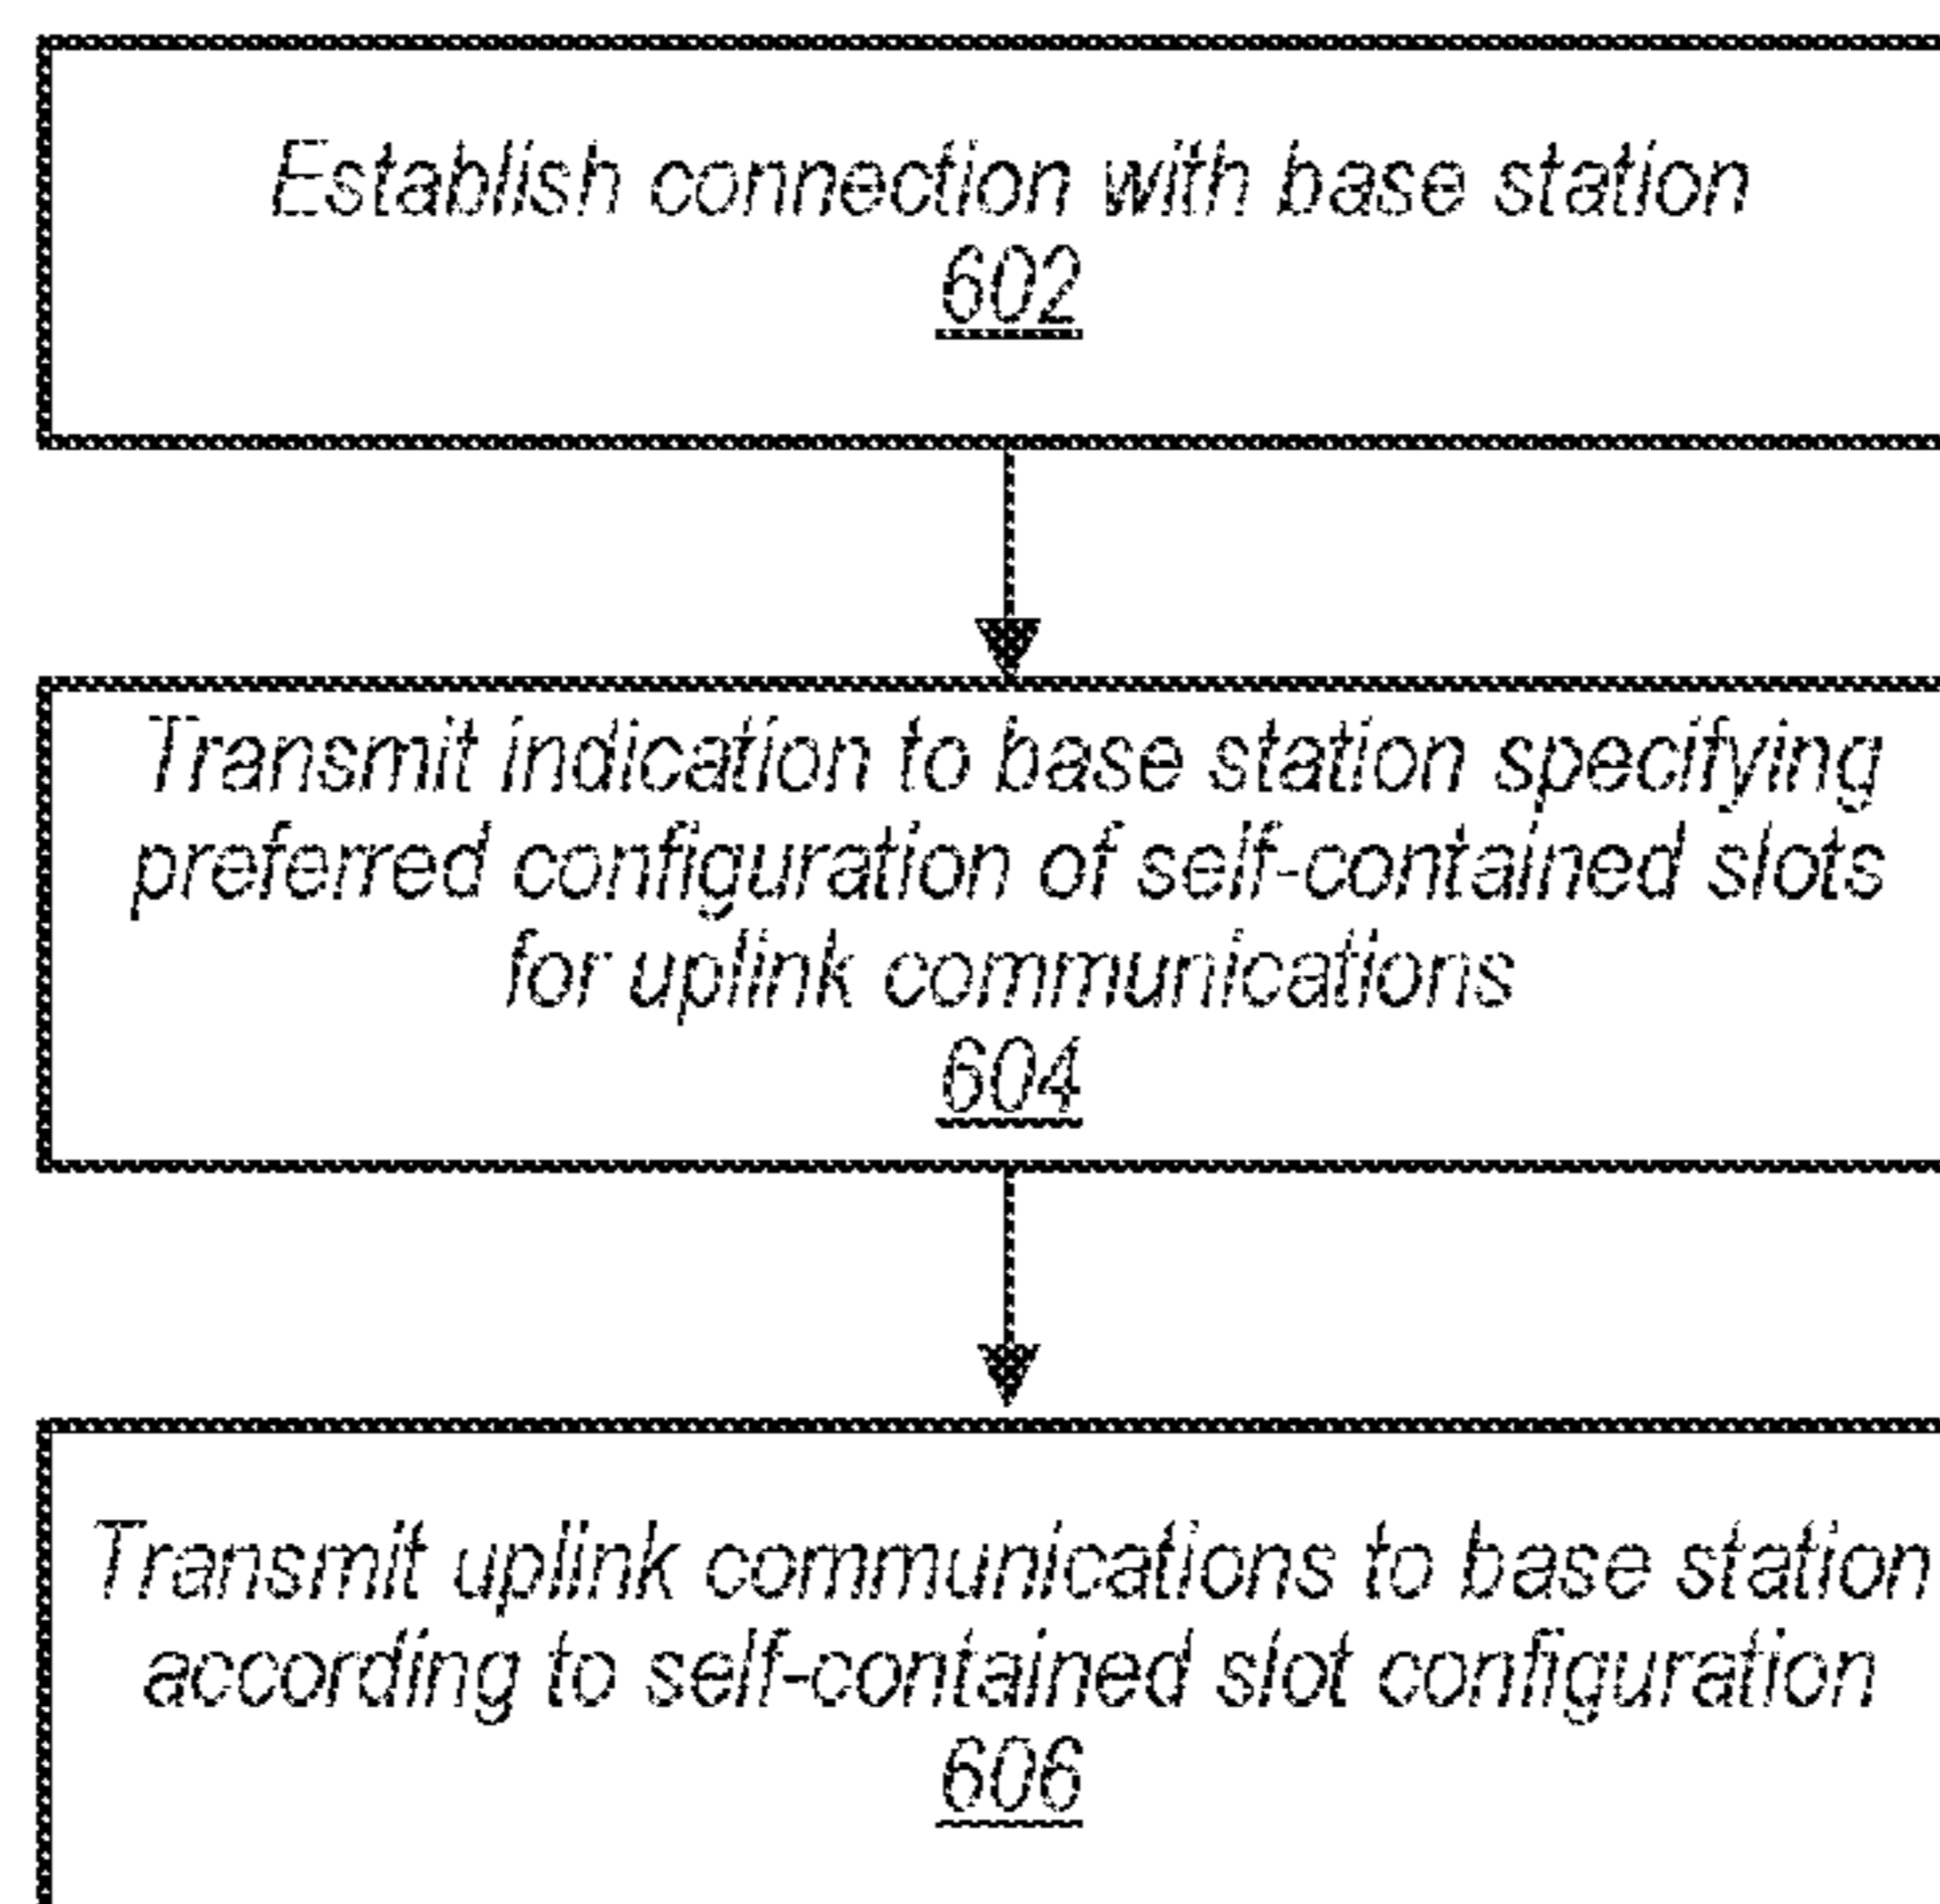 Establish connection with base station
602
Transmit indication to base station specifying
preferred configuration of self-contained slots
for uplink communications
604
Transmit uplink communications to base station
according to self-contained slot configuration
606